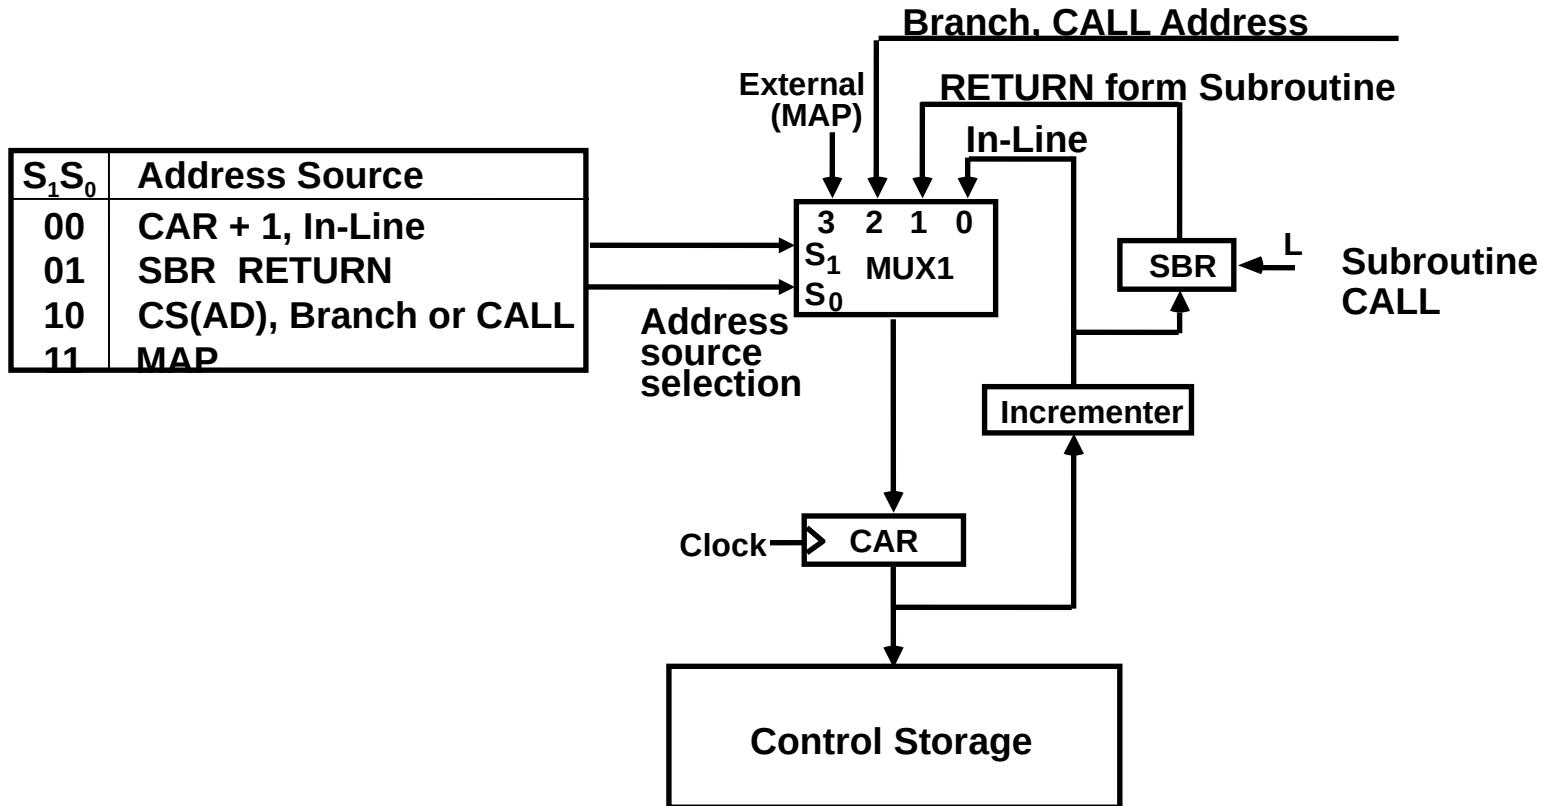 Branch, CALL Address
External
(MAP)
RETURN form Subroutine
In-Line
S1S0 Address Source
00 CAR + 1, In-Line
01 SBR RETURN
10 CS(AD), Branch or CALL
11 MAP
3 2 1 0
S1
MUX1
S0
SBR
L
Subroutine
CALL
Address
source
selection
Incrementer
Clock
CAR
Control Storage